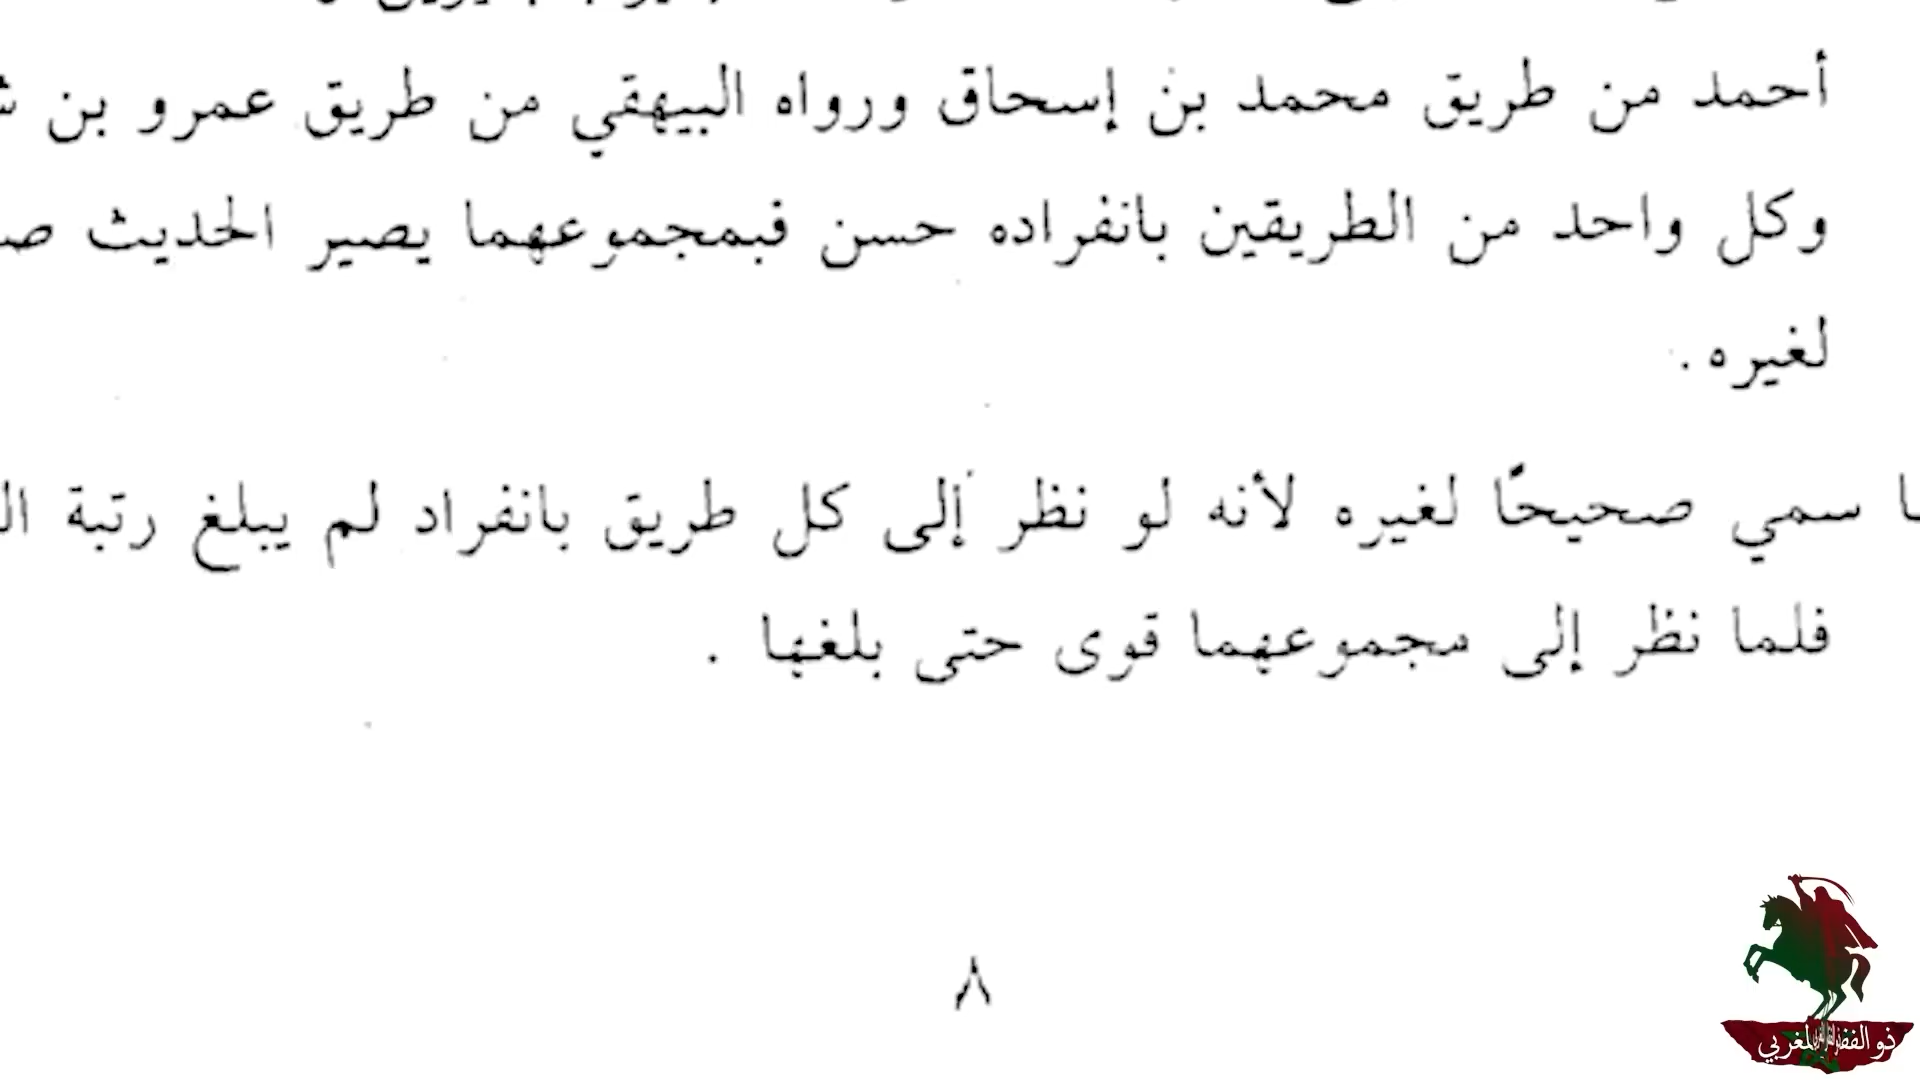 أحمد من طريق محمد بن إسحاق ورواه البيهقي من طريق عمرو بن
وكل واحد من الطريقين بانفراده حسن فبمجموعهما يصير الحديث
لغيره .
سمي صحيحًا لغيره لأنه لو نظر إلى كل طريق بانفراد لم يبلغ رتبة
فلما نظر إلى مجموعهما قوى حتى بلغها .
٨